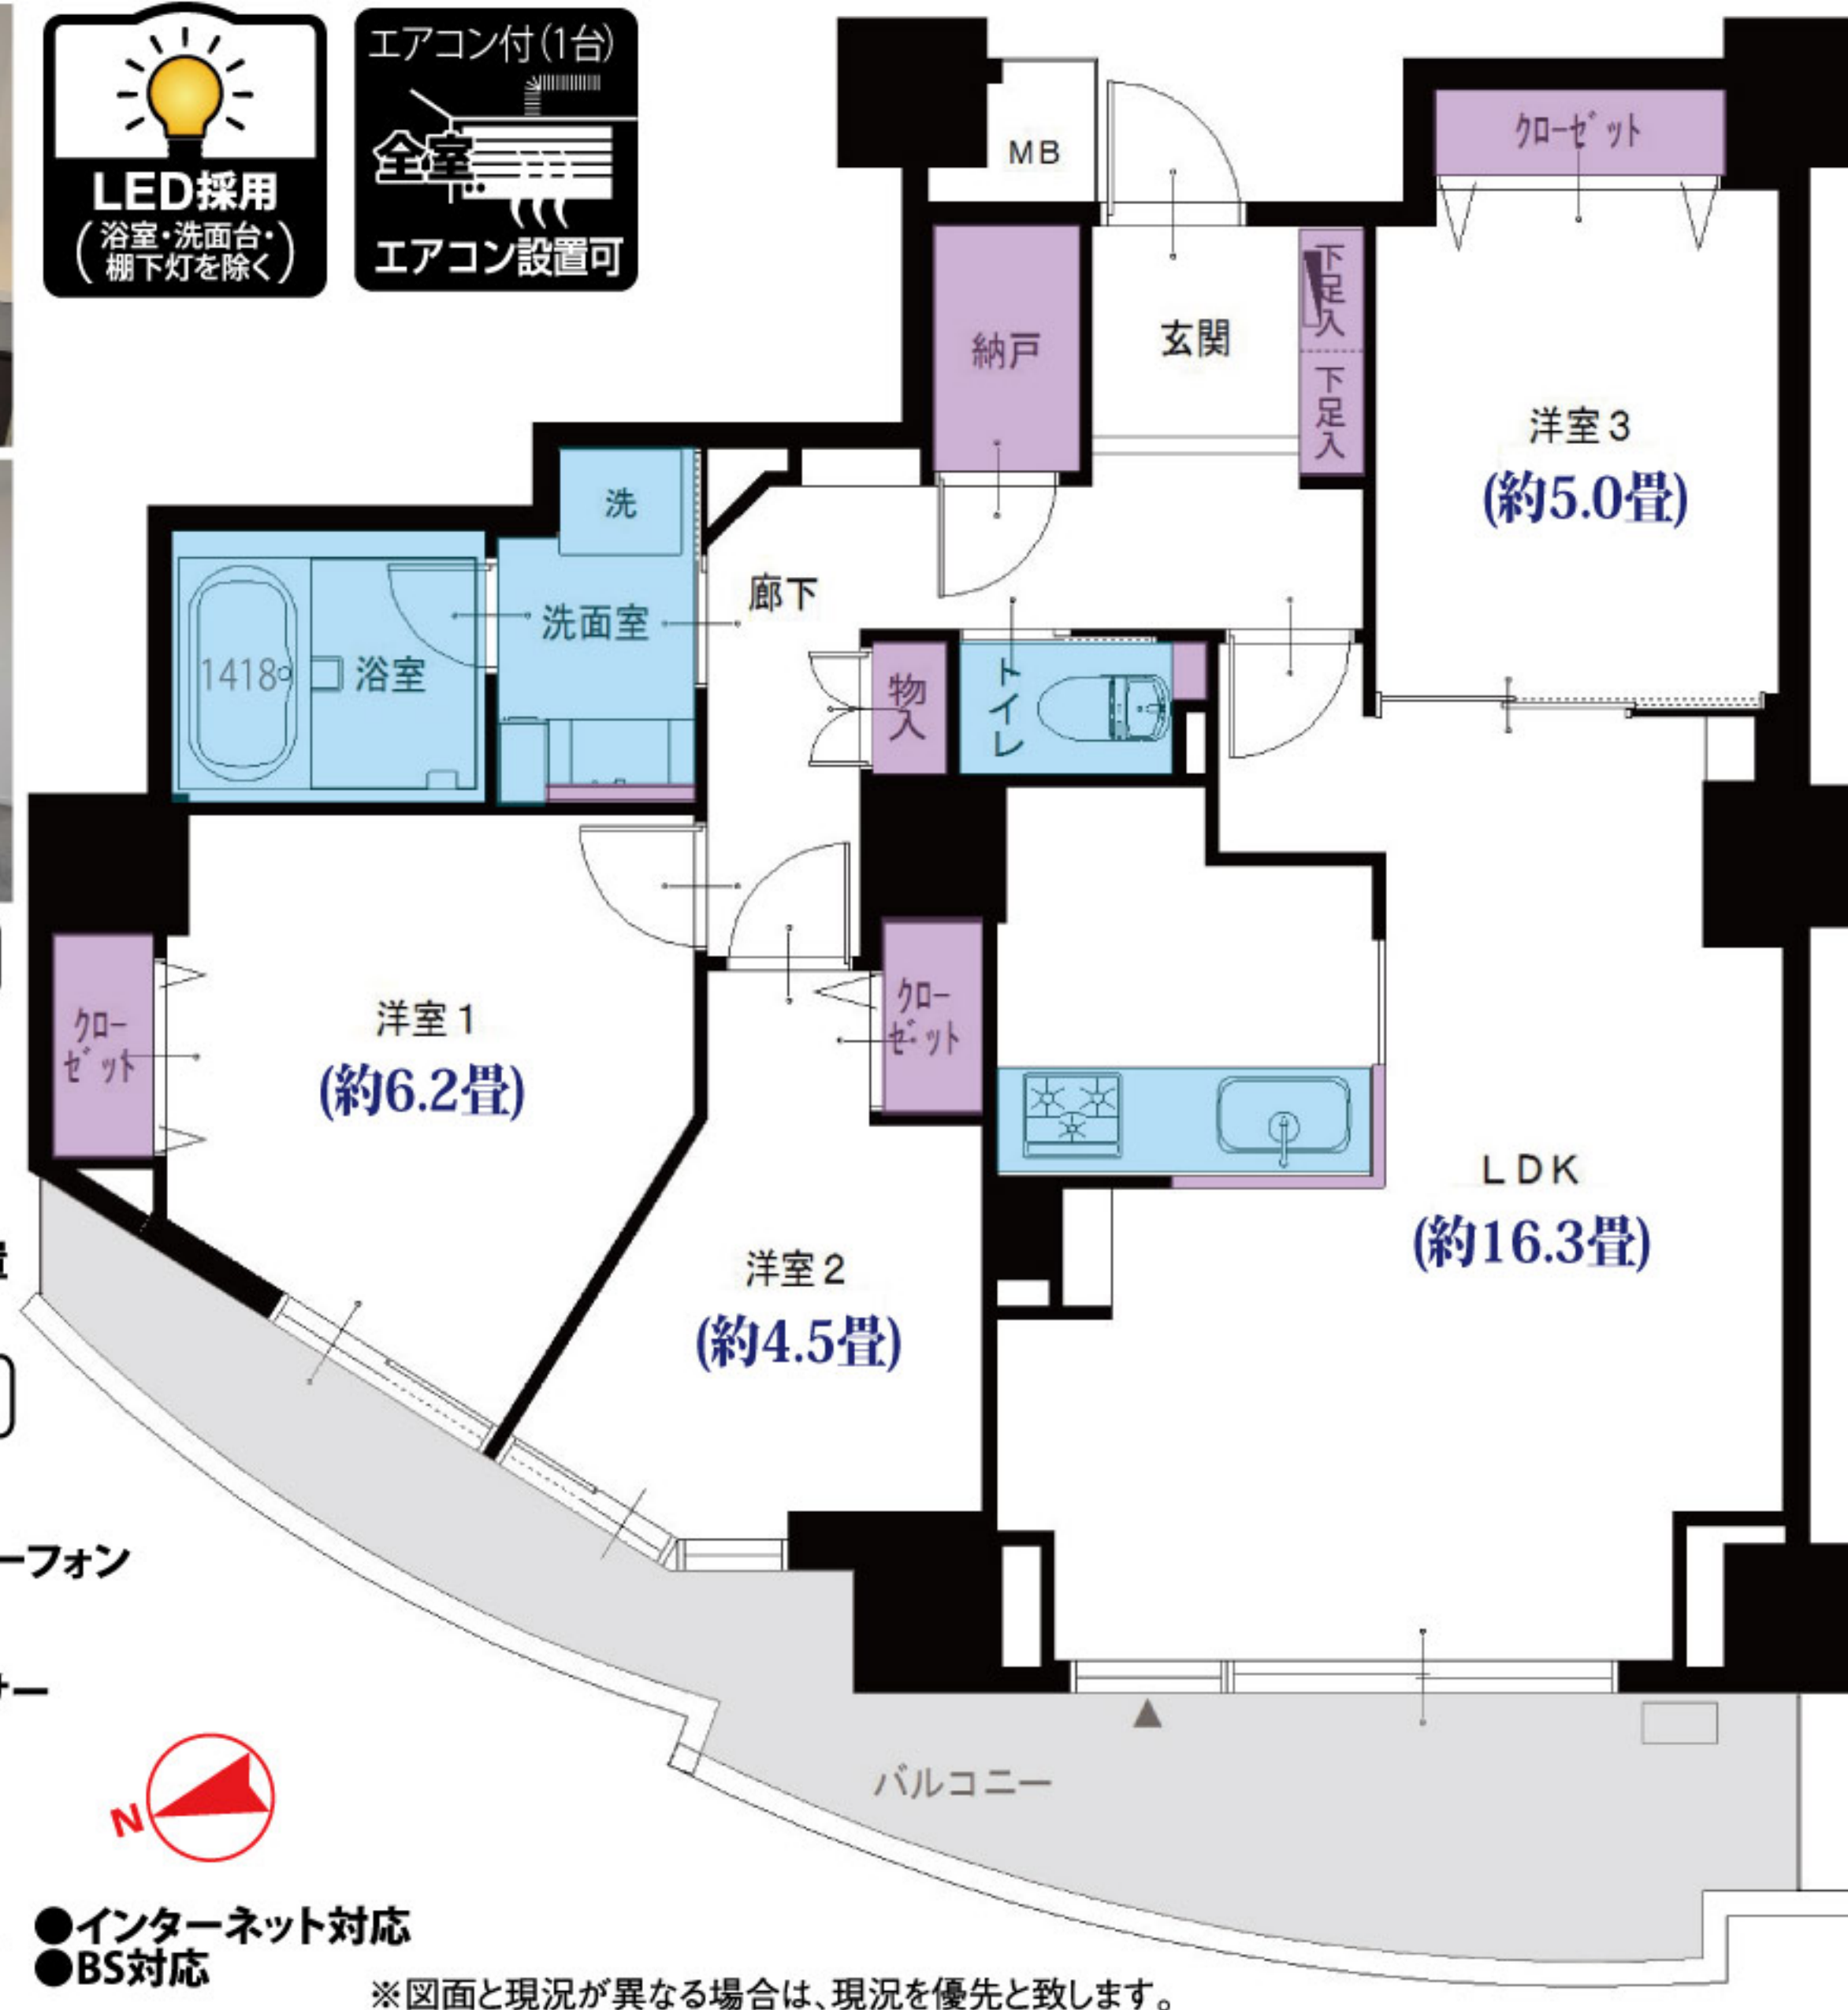 LED採用
(浴室・洗面台・
棚下灯を除く)
エアコン付(1台)
全室
エアコン設置可
MB
クローゼット
納戸
玄関
下足入
下足入
洋室3
(約5.0畳)
洗
洗面室
廊下
1418
浴室
物入
トイレ
クロー
ゼット
洋室1
(約6.2畳)
クロー
ゼット
LDK
(約16.3畳)
洋室2
(約4.5畳)
ーフォン
ナー
バルコニー
N
●インターネット対応
●BS対応
※図面と現況が異なる場合は、現況を優先と致します。